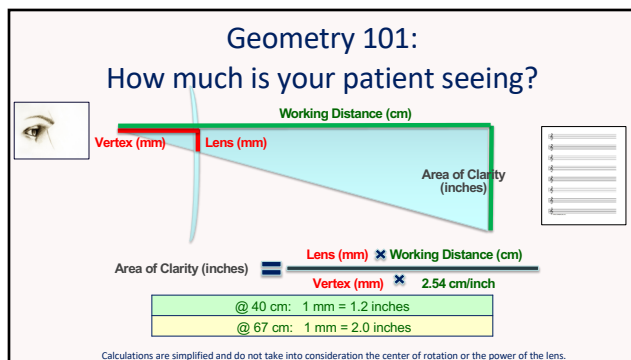 Geometry 101:
How much is your patient seeing?
Working Distance (cm)
Vertex (mm)
Lens (mm)
Area of Clarity
(inches)
Lens (mm) × Working Distance (cm)
Area of Clarity (inches) =
Vertex (mm) × 2.54 cm/inch
@ 40 cm: 1 mm = 1.2 inches
@ 67 cm: 1 mm = 2.0 inches
Calculations are simplified and do not take into consideration the center of rotation or the power of the lens.